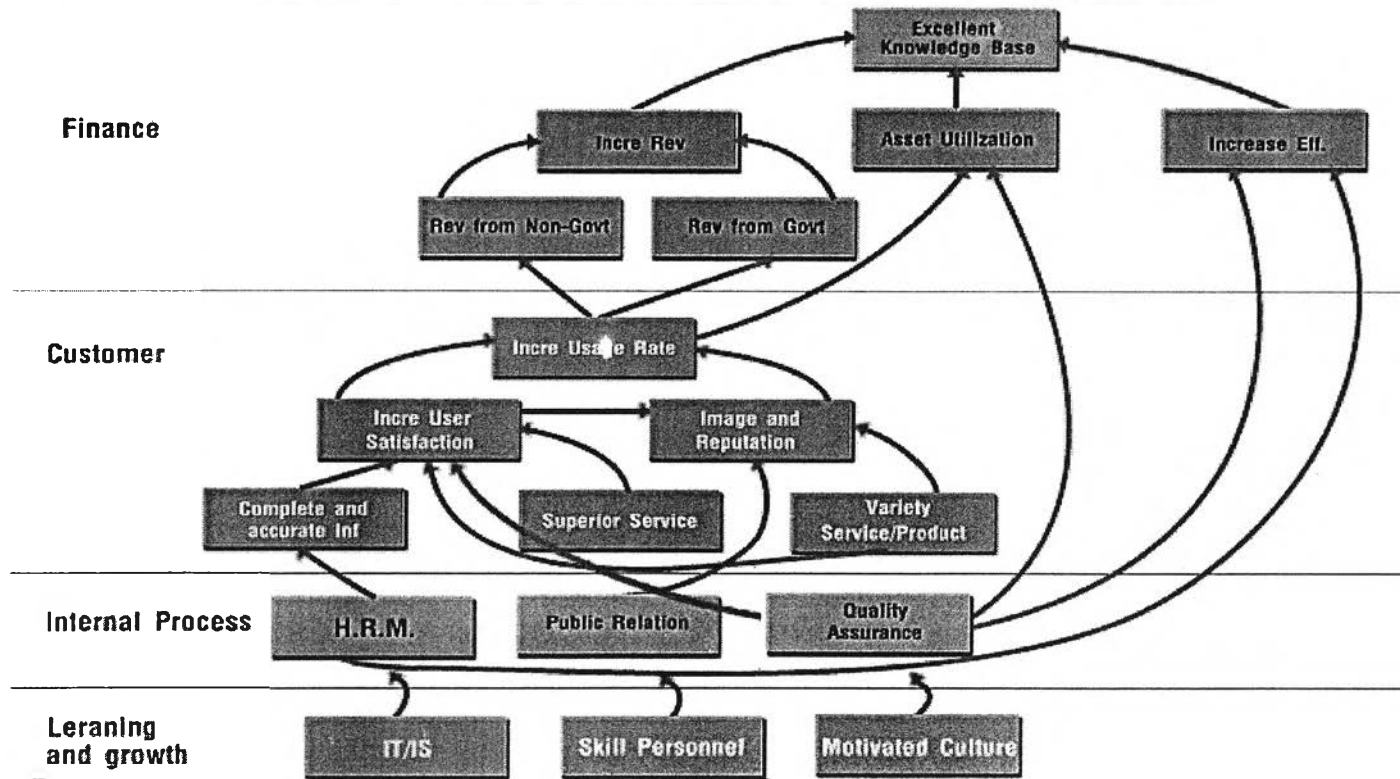 Excellent
Knowledge Base
Finance
Incre Rev
Asset Utilization
Increase Eff.
Rev from Non-Govt
Rev from Govt
Customer
Incre Usage Rate
Incre User
Satisfaction
Image and
Reputation
Complete and
accurate Inf
Superior Service
Variety
Service/Product
Internal Process
H.R.M.
Public Relation
Quality
Assurance
Leraning
and growth
IT/IS
Skill Personnel
Motivated Culture